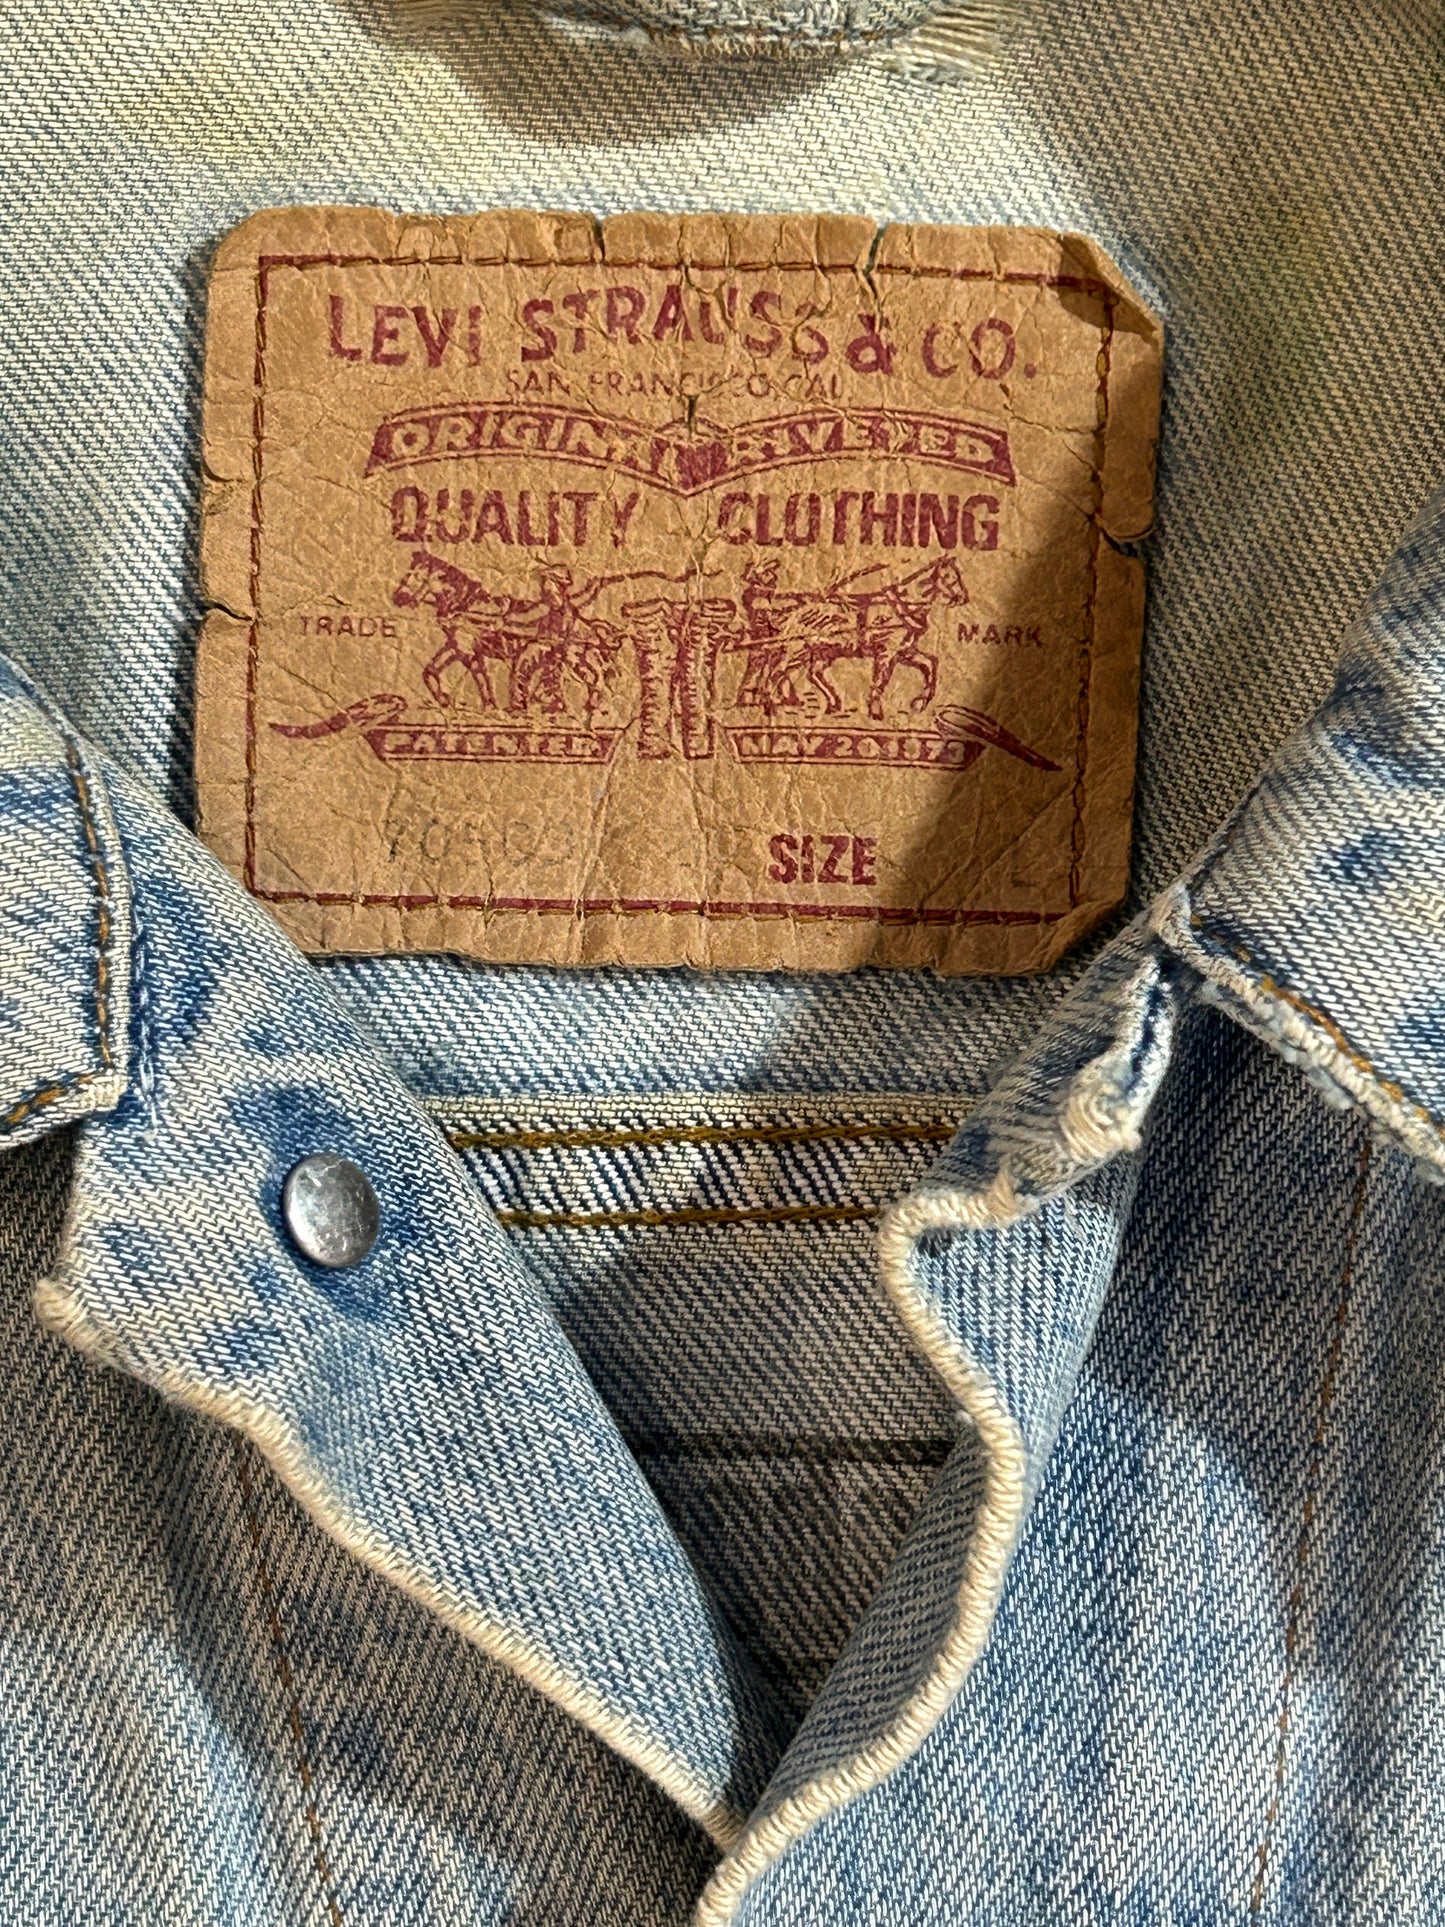 LEVI STRAUSS & CO.
SAN FRANCISCO, CAL.
ORIGINAL RIVETED
QUALITY CLOTHING
TRADE MARK
PATENTED MAY 20 1873
SIZE L